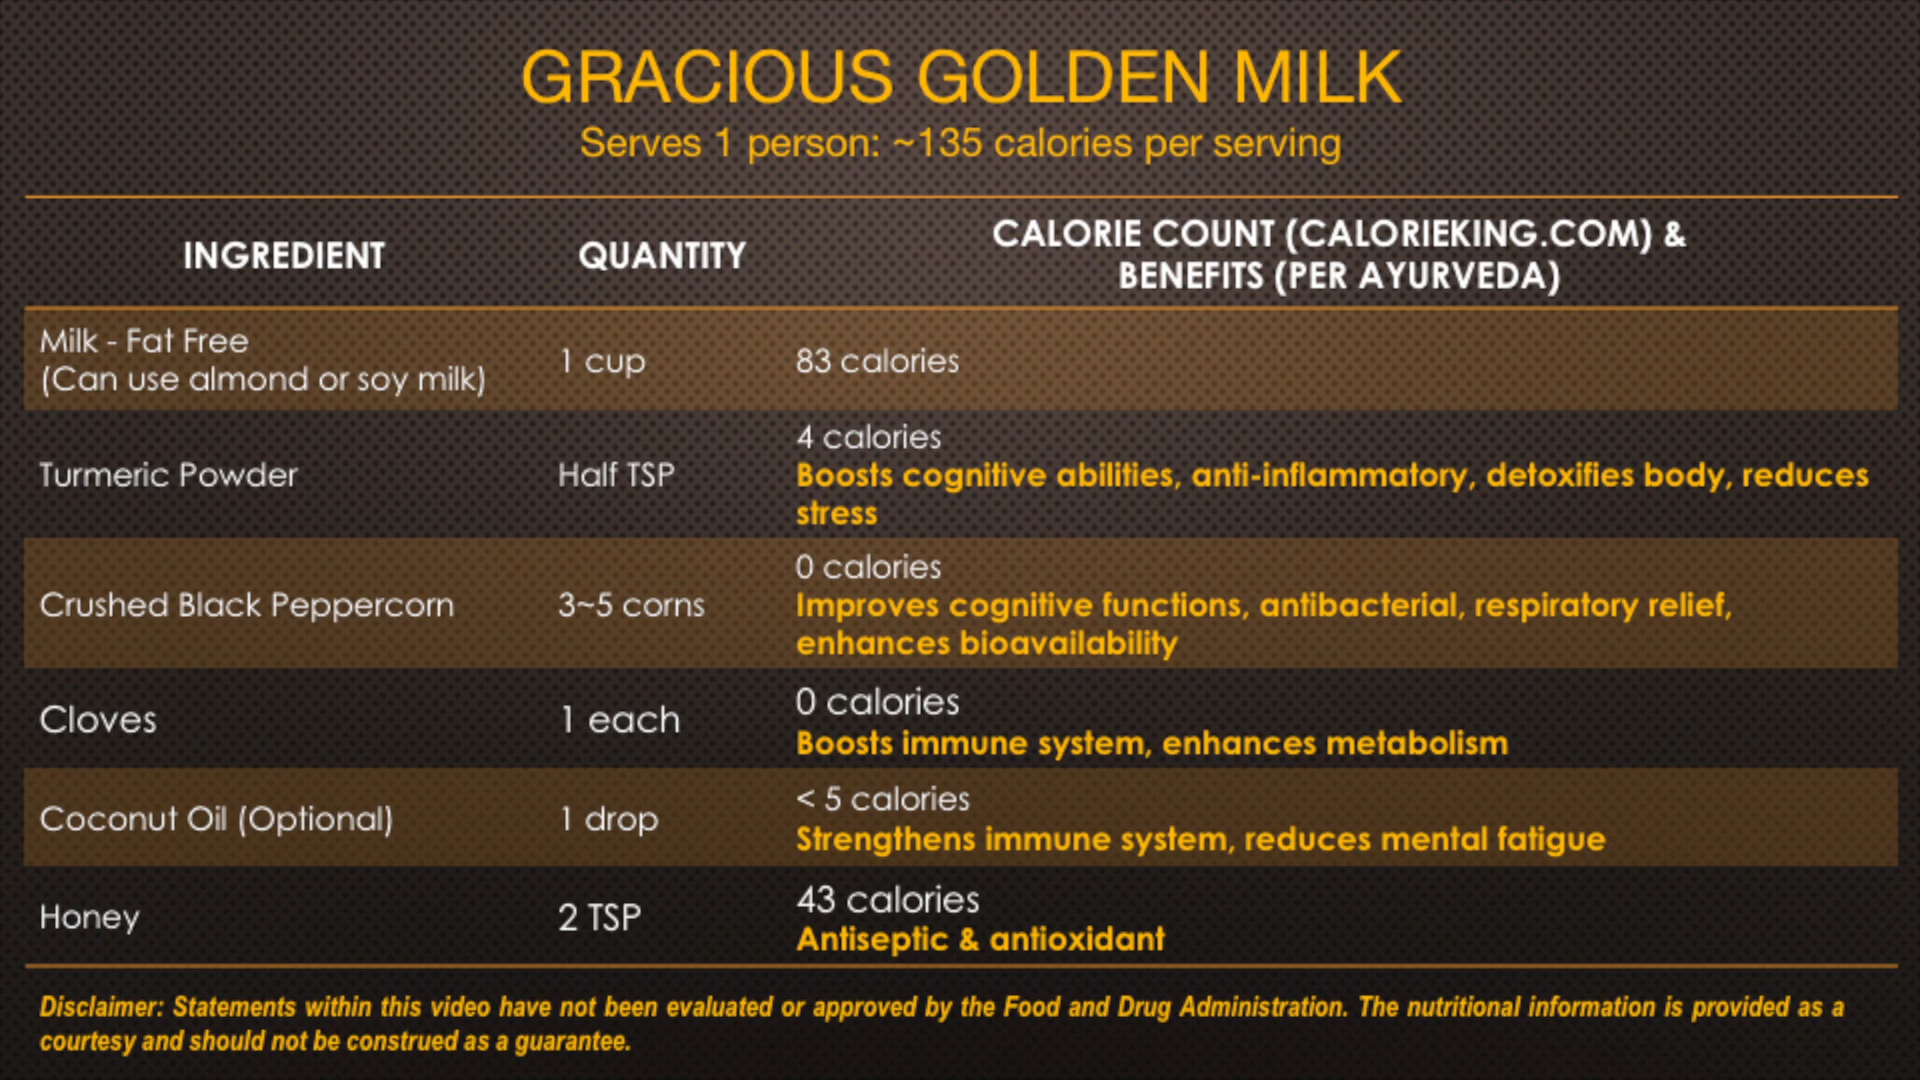 GRACIOUS GOLDEN MILK
Serves 1 person: ~135 calories per serving
INGREDIENT
QUANTITY
CALORIE COUNT (CALORIEKING.COM) &
BENEFITS (PER AYURVEDA)
Milk - Fat Free
(Can use almond or soy milk)
1 cup
83 calories
Turmeric Powder
Half TSP
4 calories
Boosts cognitive abilities, anti-inflammatory, detoxifies body, reduces
stress
Crushed Black Peppercorn
3~5 corns
0 calories
Improves cognitive functions, antibacterial, respiratory relief,
enhances bioavailability
Cloves
1 each
0 calories
Boosts immune system, enhances metabolism
Coconut Oil (Optional)
1 drop
< 5 calories
Strengthens immune system, reduces mental fatigue
Honey
2 TSP
43 calories
Antiseptic & antioxidant
Disclaimer: Statements within this video have not been evaluated or approved by the Food and Drug Administration. The nutritional information is provided as a
courtesy and should not be construed as a guarantee.